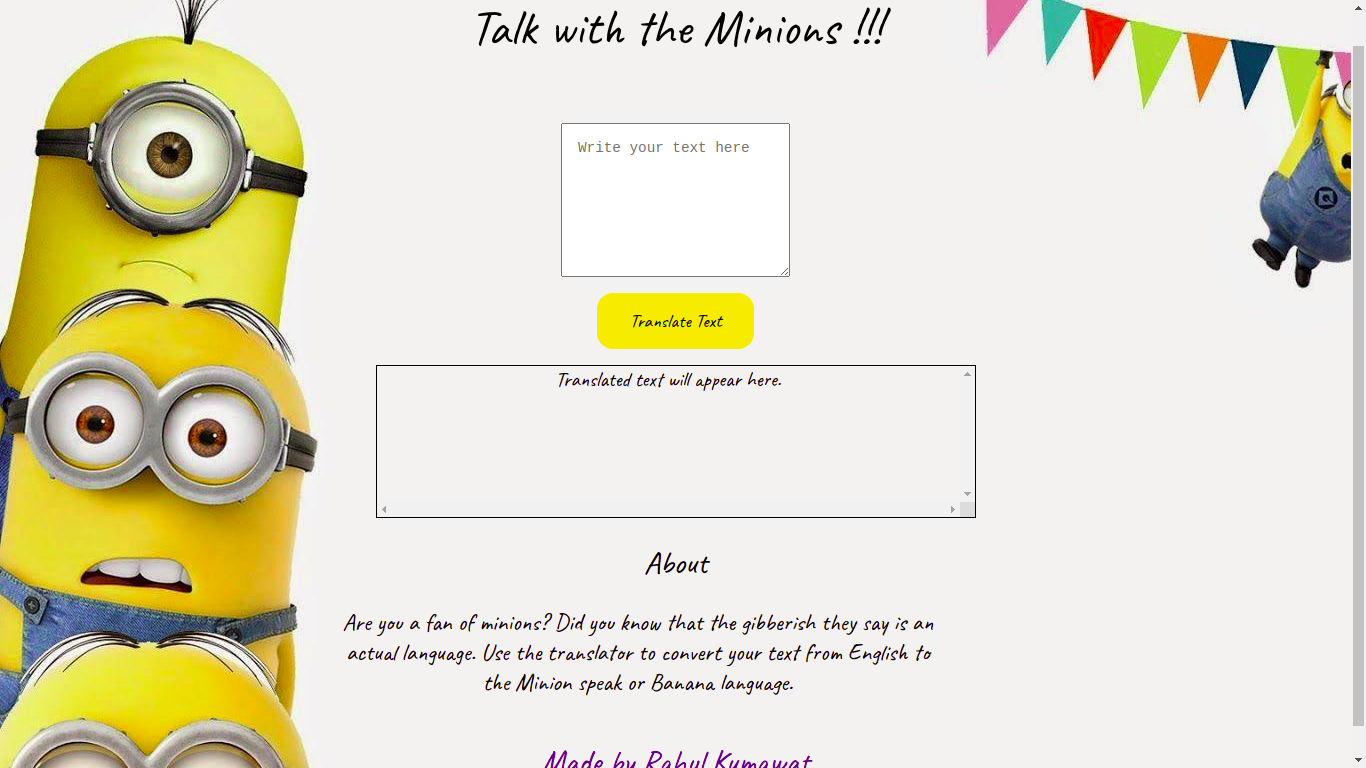 Talk with the Minions !!!
Write your text here
Translate Text
Translated text will appear here.
About
Are you a fan of minions? Did you know that the gibberish they say is an
actual language. Use the translator to convert your text from English to
the Minion speak or Banana language.
Made by Rahul Kumawat